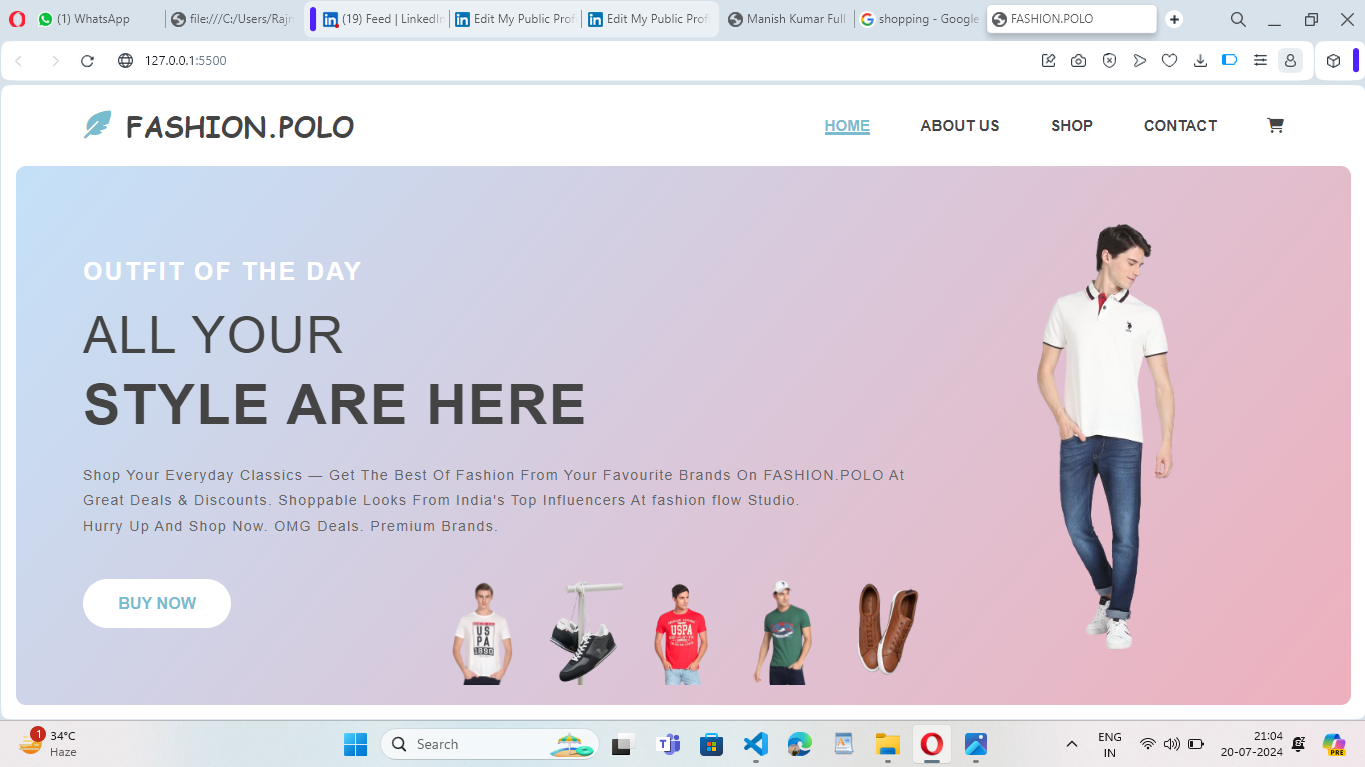 (1) WhatsApp
file:///C:/Users/Rajn
(19) Feed | LinkedIn
Edit My Public Prof
Edit My Public Prof
Manish Kumar Full
shopping - Google
FASHION.POLO
127.0.0.1:5500
FASHION.POLO
HOME
ABOUT US
SHOP
CONTACT
OUTFIT OF THE DAY
ALL YOUR
STYLE ARE HERE
Shop Your Everyday Classics — Get The Best Of Fashion From Your Favourite Brands On FASHION.POLO At
Great Deals & Discounts. Shoppable Looks From India's Top Influencers At fashion flow Studio.
Hurry Up And Shop Now. OMG Deals. Premium Brands.
BUY NOW
US
PA
1890
USPA
1
34°C
Haze
Search
ENG
IN
21:04
20-07-2024
PRE